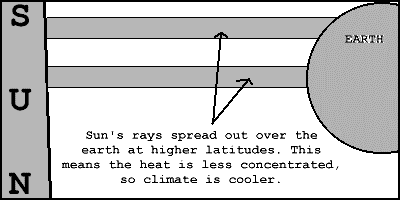 SUN
EARTH
Sun's rays spread out over the
earth at higher latitudes. This
means the heat is less concentrated,
so climate is cooler.